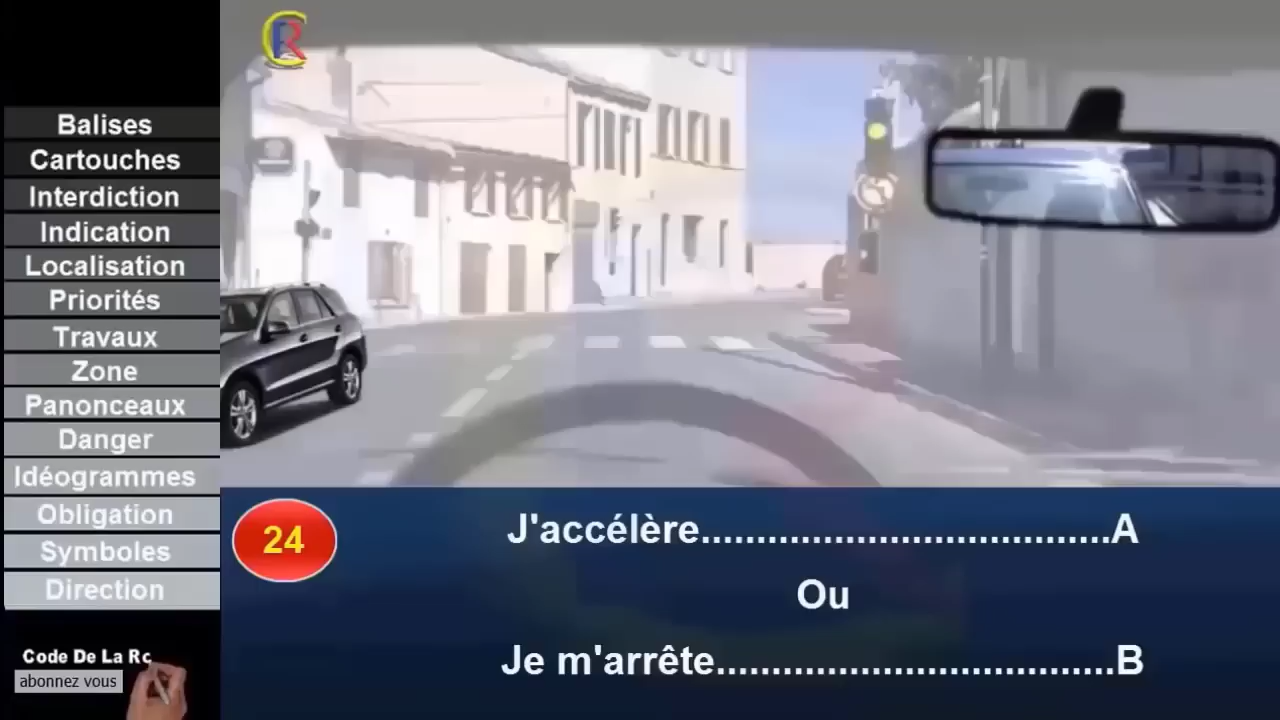 Balises
Cartouches
Interdiction
Indication
Localisation
Priorités
Travaux
Zone
Panonceaux
Danger
Idéogrammes
Obligation
Symboles
Direction
Code De La Rc
abonnez vous
CR
24
J'accélère.....................................A
Ou
Je m'arrête....................................B